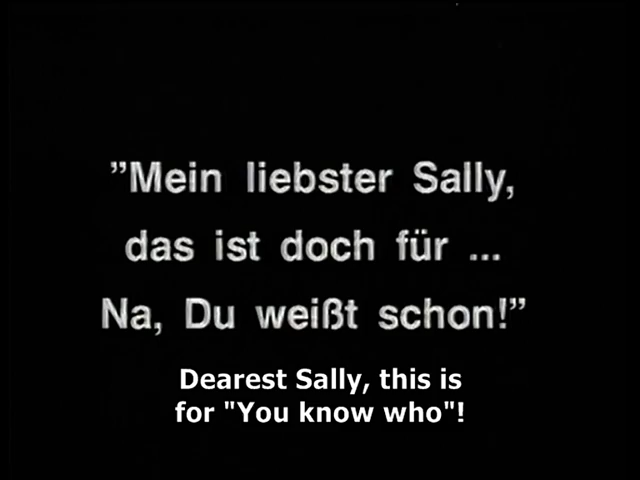 ”Mein liebster Sally,
das ist doch für ...
Na, Du weißt schon!”
Dearest Sally, this is
for "You know who"!